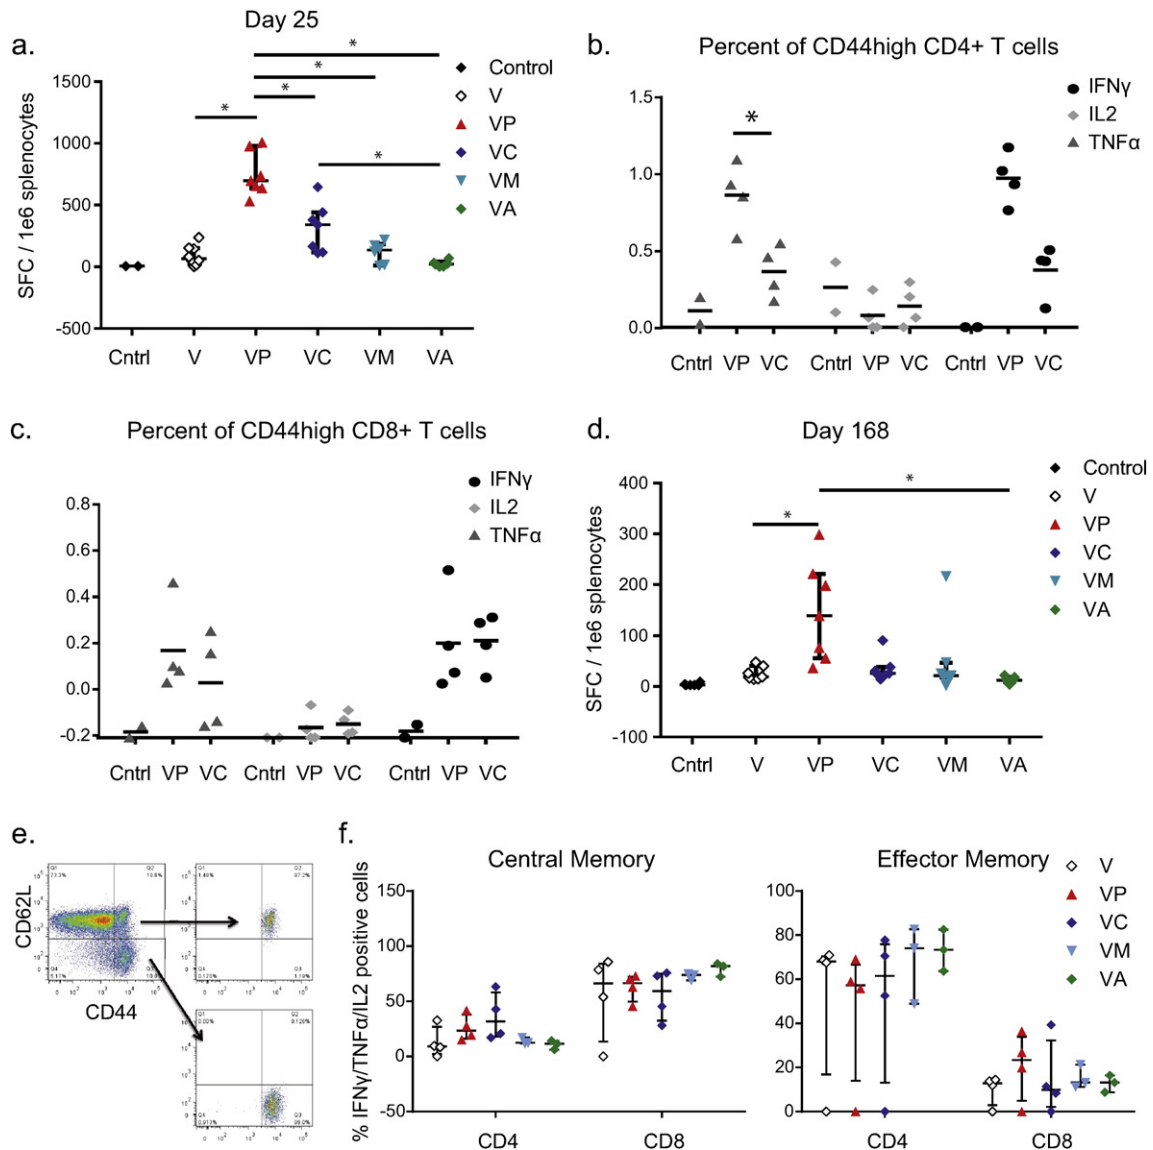 Day 25
a.
SFC / 1e6 splenocytes
1500
1000
500
0
-500
*
*
*
*
*
Cntrl V VP VC VM VA
Control
V
VP
VC
VM
VA
b.
Percent of CD44high CD4+ T cells
IFNγ
IL2
TNFα
1.5
1.0
0.5
0.0
*
Cntrl VP VC Cntrl VP VC Cntrl VP VC
c.
Percent of CD44high CD8+ T cells
IFNγ
IL2
TNFα
0.8
0.6
0.4
0.2
0.0
-0.2
Cntrl VP VC Cntrl VP VC Cntrl VP VC
d.
Day 168
SFC / 1e6 splenocytes
400
300
200
100
0
-100
*
*
Cntrl V VP VC VM VA
Control
V
VP
VC
VM
VA
e.
CD62L
CD44
f.
% IFNγ/TNFα/IL2 positive cells
Central Memory
150
100
50
0
-50
CD4 CD8
Effector Memory
100
80
60
40
20
0
CD4 CD8
V
VP
VC
VM
VA